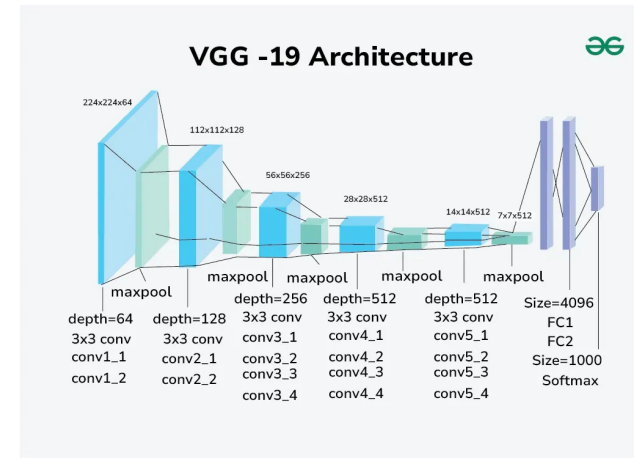 VGG -19 Architecture
224x224x64
112x112x128
56x56x256
28x28x512
14x14x512
7x7x512
maxpool
maxpool
maxpool
maxpool
maxpool
depth=64
3x3 conv
conv1_1
conv1_2
depth=128
3x3 conv
conv2_1
conv2_2
depth=256
3x3 conv
conv3_1
conv3_2
conv3_3
conv3_4
depth=512
3x3 conv
conv4_1
conv4_2
conv4_3
conv4_4
depth=512
3x3 conv
conv5_1
conv5_2
conv5_3
conv5_4
Size=4096
FC1
FC2
Size=1000
Softmax